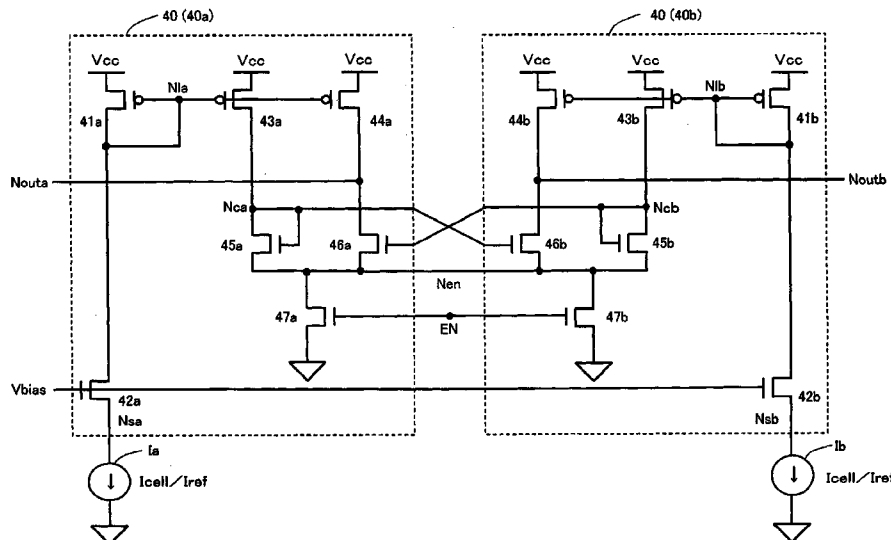 40 (40a)
40 (40b)
Vcc Vcc Vcc Vcc Vcc Vcc
Nla Nlb
41a 43a 44a 44b 43b 41b
Nouta Noutb
Nca Ncb
45a 46a 46b 45b
Nen
47a 47b
EN
Vbias
42a 42b
Nsa Nsb
Ia Ib
Icell/Iref Icell/Iref